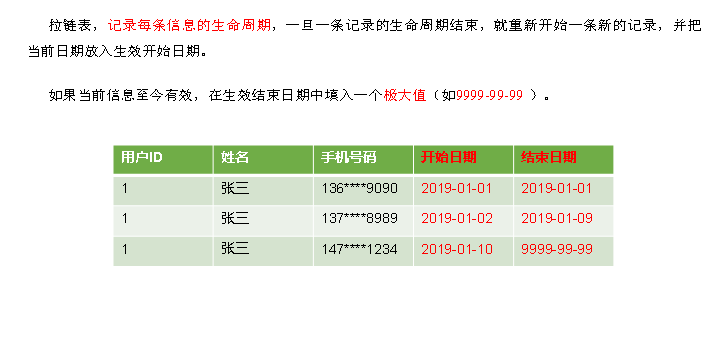 拉链表，记录每条信息的生命周期，一旦一条记录的生命周期结束，就重新开始一条新的记录，并把
当前日期放入生效开始日期。
如果当前信息至今有效，在生效结束日期中填入一个极大值（如9999-99-99 ）。
用户ID 姓名 手机号码 开始日期 结束日期
1 张三 136****9090 2019-01-01 2019-01-01
1 张三 137****8989 2019-01-02 2019-01-09
1 张三 147****1234 2019-01-10 9999-99-99